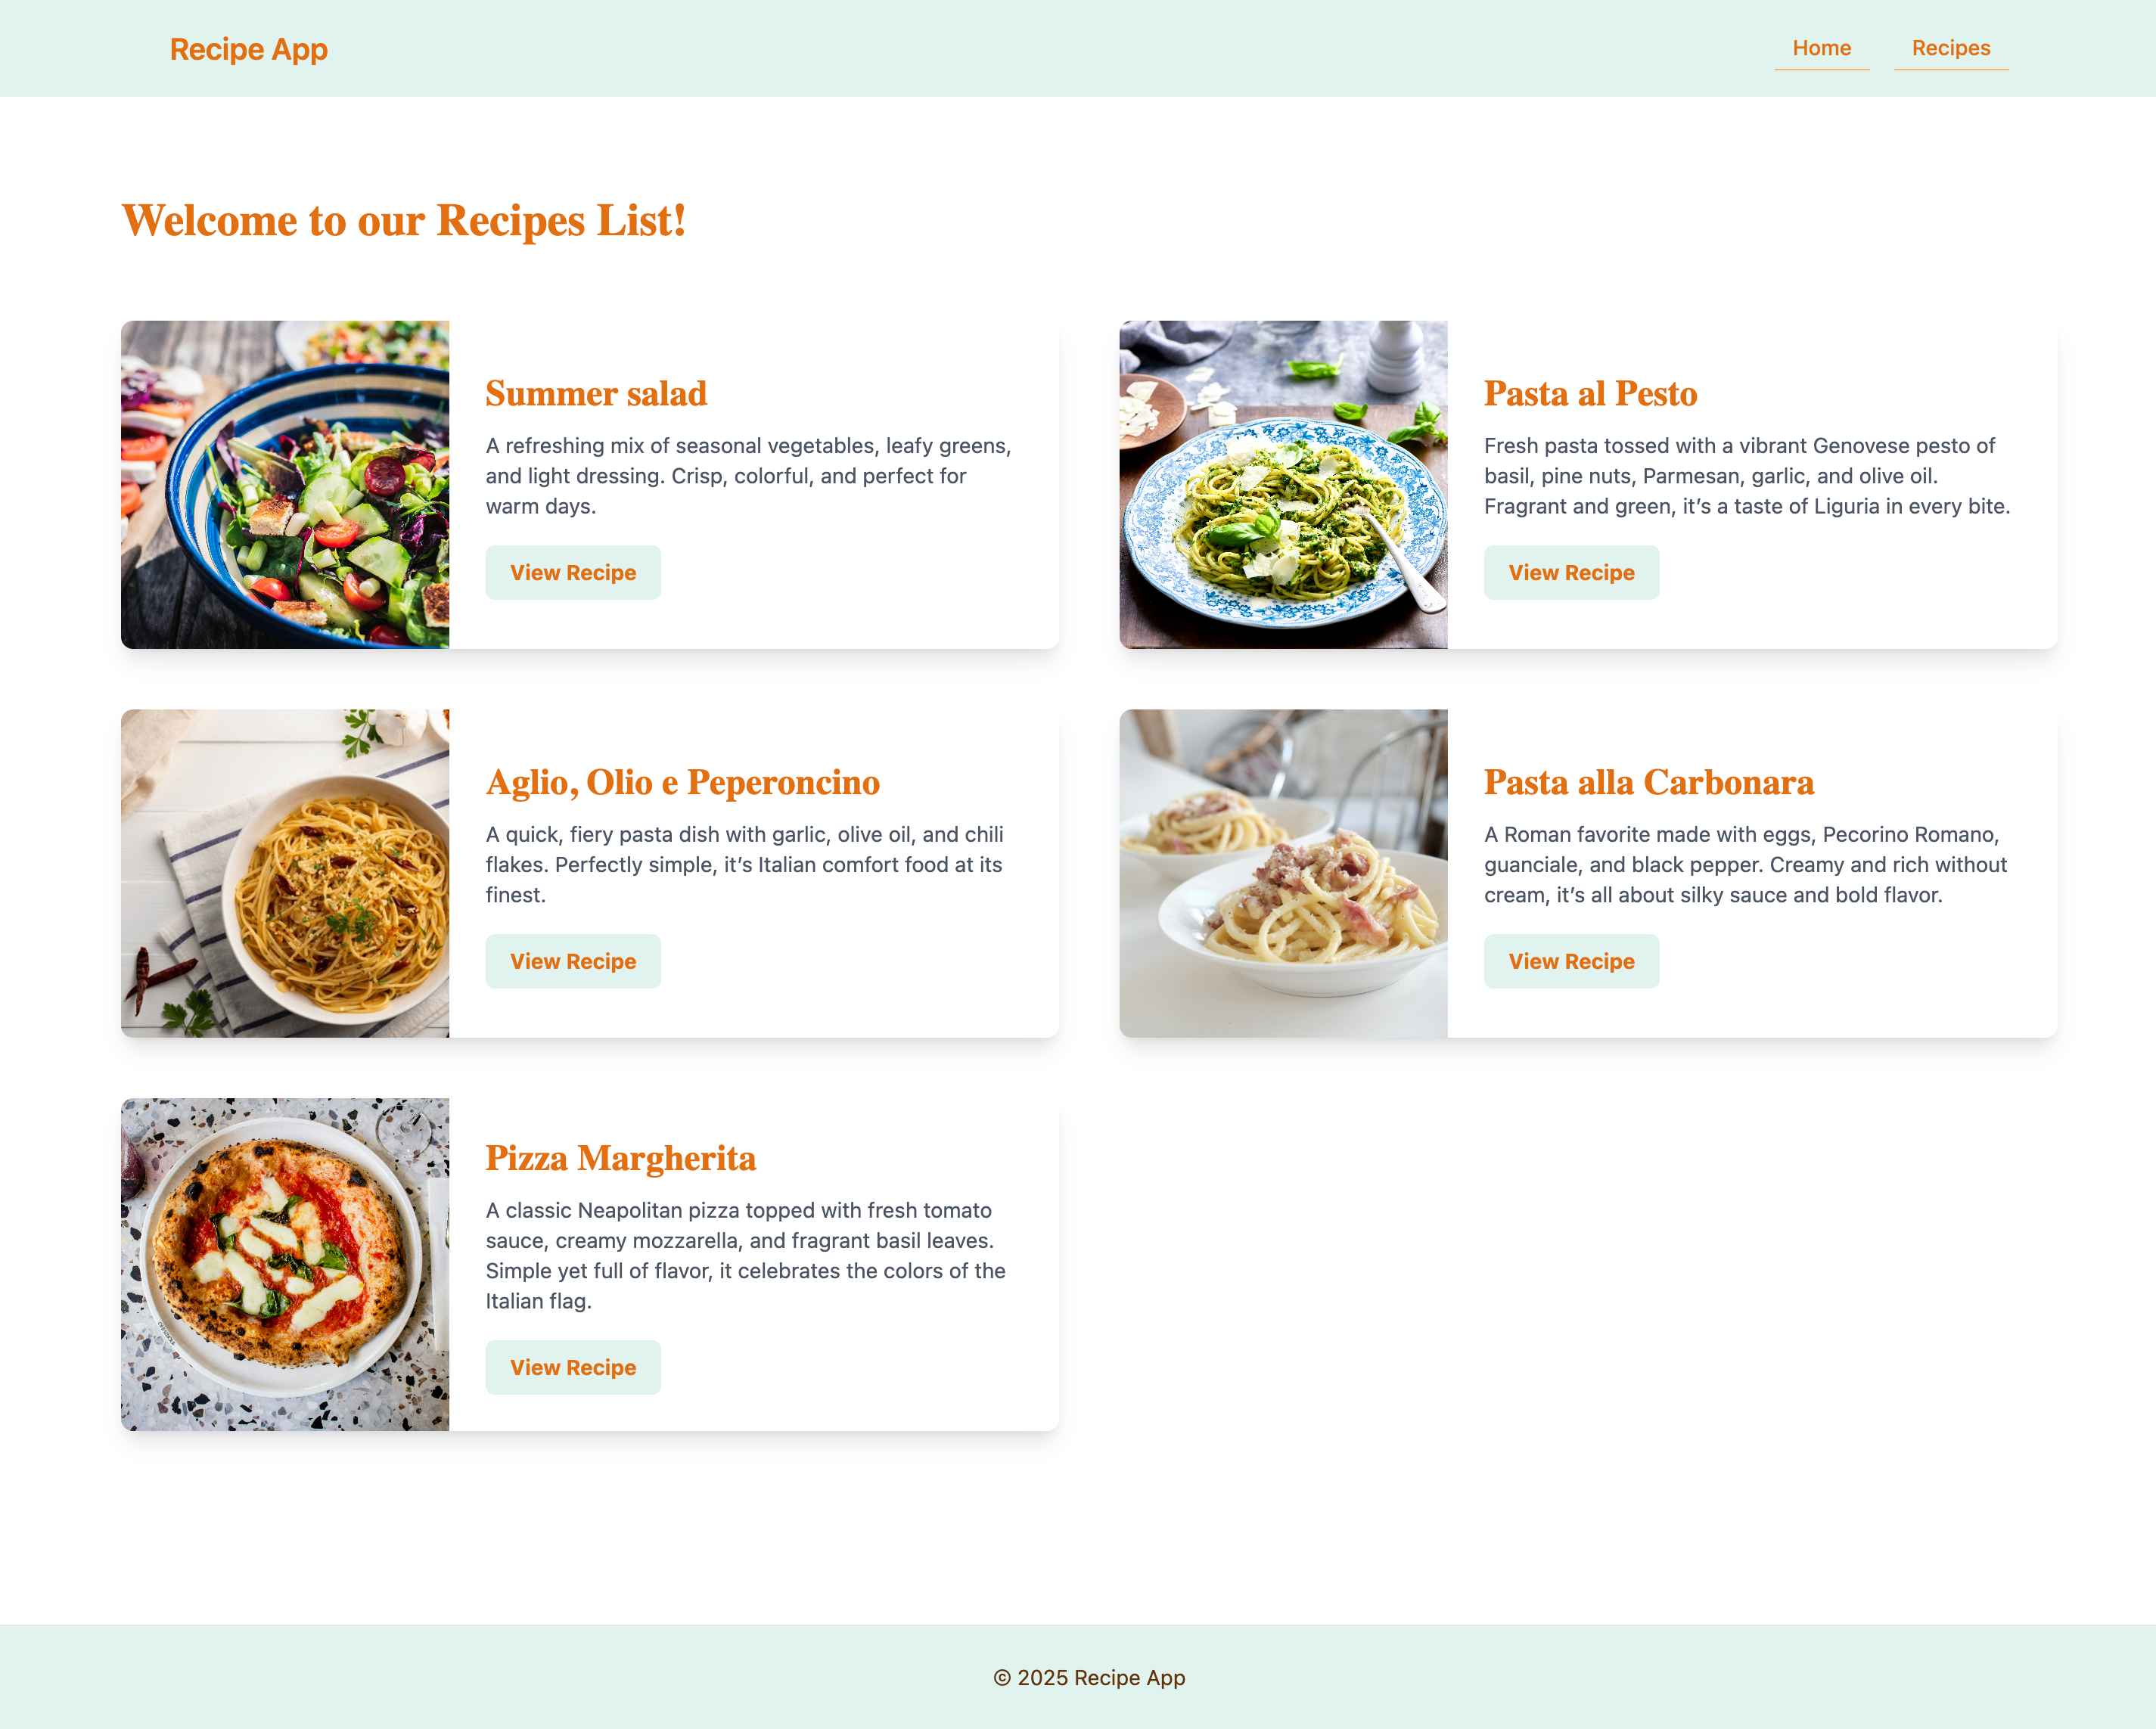 Recipe App
Home
Recipes
Welcome to our Recipes List!
Summer salad
A refreshing mix of seasonal vegetables, leafy greens,
and light dressing. Crisp, colorful, and perfect for
warm days.
View Recipe
Pasta al Pesto
Fresh pasta tossed with a vibrant Genovese pesto of
basil, pine nuts, Parmesan, garlic, and olive oil.
Fragrant and green, it’s a taste of Liguria in every bite.
View Recipe
Aglio, Olio e Peperoncino
A quick, fiery pasta dish with garlic, olive oil, and chili
flakes. Perfectly simple, it’s Italian comfort food at its
finest.
View Recipe
Pasta alla Carbonara
A Roman favorite made with eggs, Pecorino Romano,
guanciale, and black pepper. Creamy and rich without
cream, it’s all about silky sauce and bold flavor.
View Recipe
Pizza Margherita
A classic Neapolitan pizza topped with fresh tomato
sauce, creamy mozzarella, and fragrant basil leaves.
Simple yet full of flavor, it celebrates the colors of the
Italian flag.
View Recipe
© 2025 Recipe App